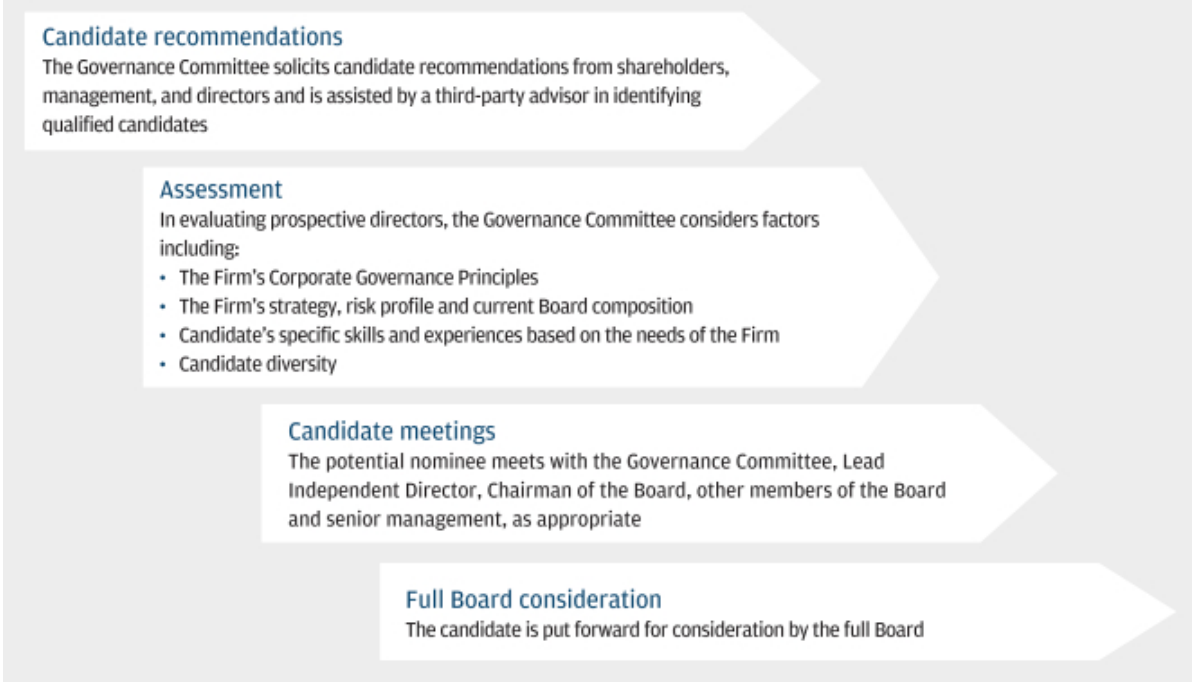 Candidate recommendations
The Governance Committee solicits candidate recommendations from shareholders,
management, and directors and is assisted by a third-party advisor in identifying
qualified candidates
Assessment
In evaluating prospective directors, the Governance Committee considers factors
including:
• The Firm's Corporate Governance Principles
• The Firm's strategy, risk profile and current Board composition
• Candidate's specific skills and experiences based on the needs of the Firm
• Candidate diversity
Candidate meetings
The potential nominee meets with the Governance Committee, Lead
Independent Director, Chairman of the Board, other members of the Board
and senior management, as appropriate
Full Board consideration
The candidate is put forward for consideration by the full Board